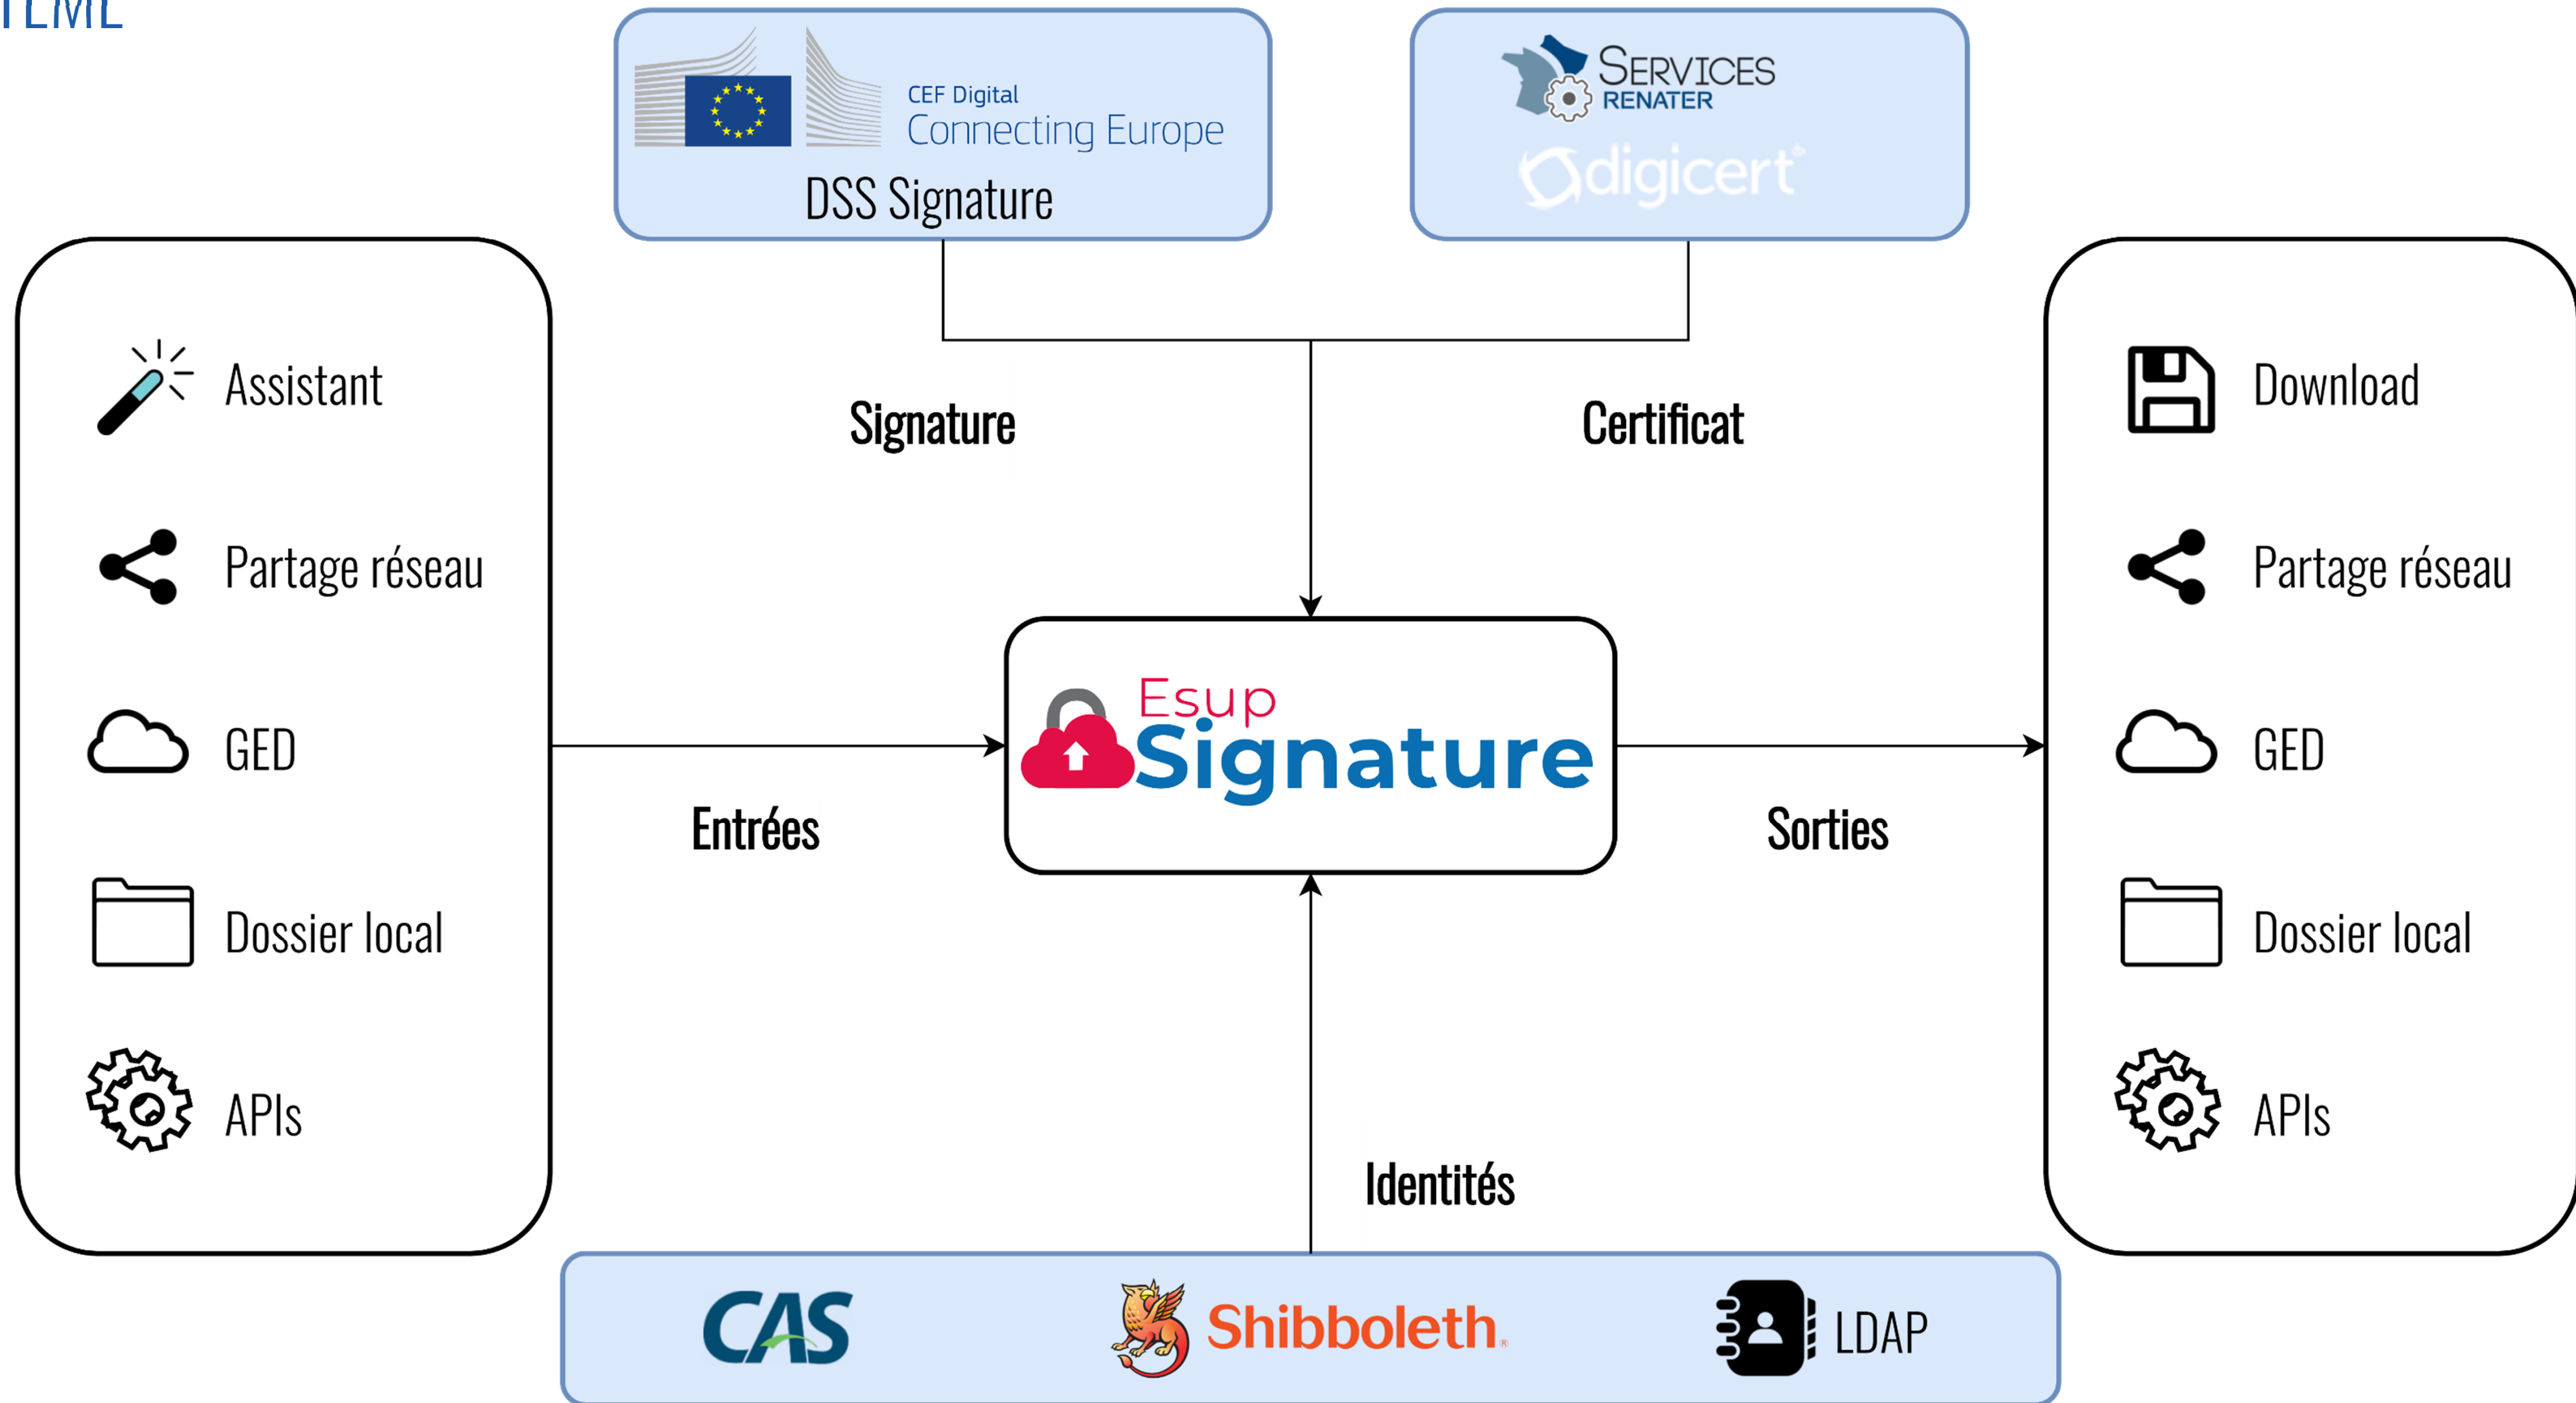 CEF Digital
Connecting Europe
DSS Signature
SERVICES
RENATER
digicert
Assistant
Partage réseau
GED
Dossier local
APIs
Signature
Certificat
Esup
Signature
Entrées
Sorties
Identités
Download
Partage réseau
GED
Dossier local
APIs
CAS
Shibboleth®
LDAP